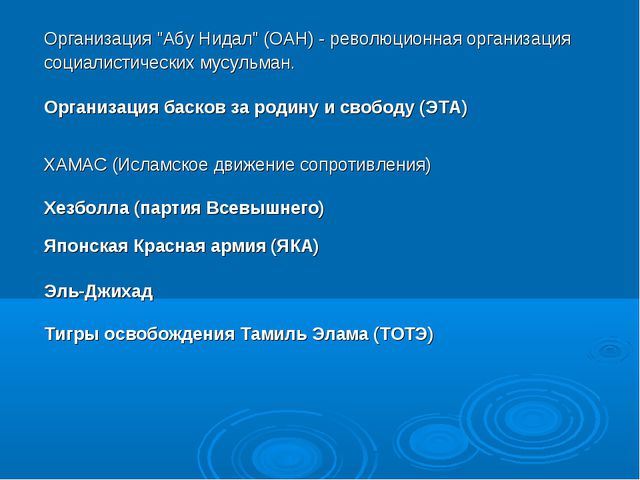 Организация "Абу Нидал" (ОАН) - революционная организация
социалистических мусульман.
Организация басков за родину и свободу (ЭТА)
ХАМАС (Исламское движение сопротивления)
Хезболла (партия Всевышнего)
Японская Красная армия (ЯКА)
Эль-Джихад
Тигры освобождения Тамиль Элама (ТОТЭ)